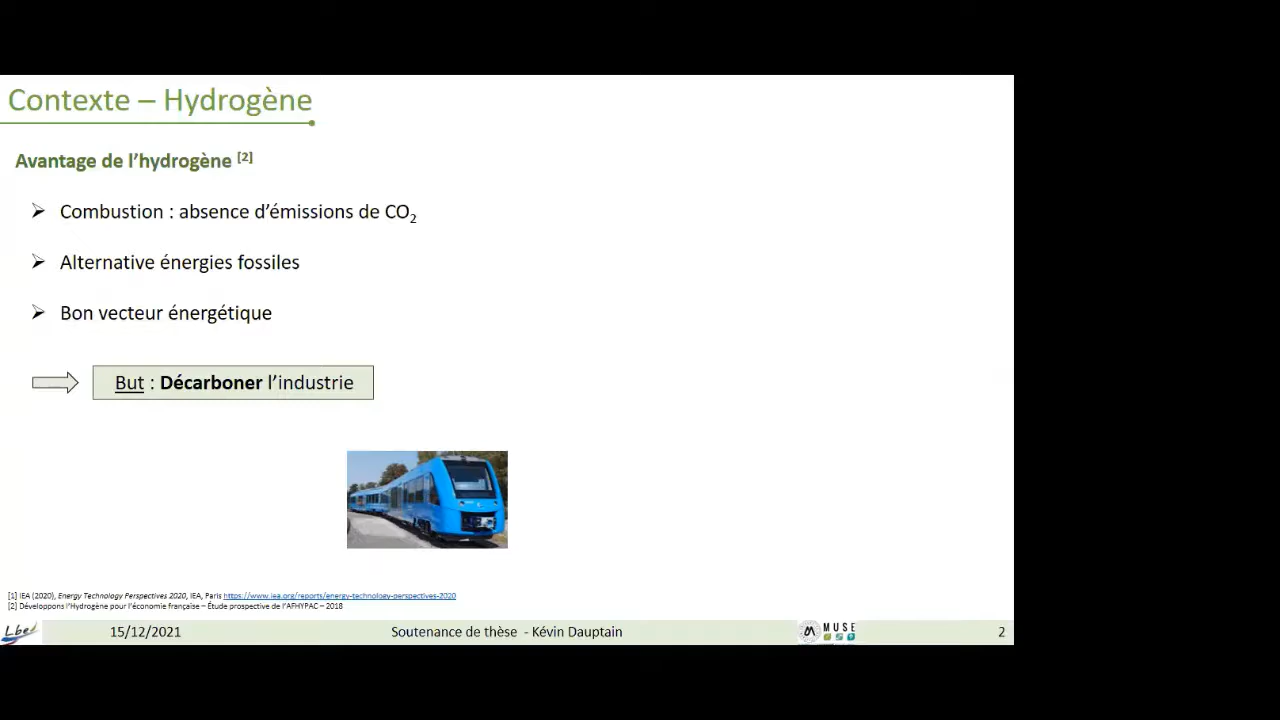 Contexte – Hydrogène
Avantage de l'hydrogène [2]
Combustion : absence d'émissions de CO2
Alternative énergies fossiles
Bon vecteur énergétique
But : Décarboner l'industrie
[1] IEA (2020), Energy Technology Perspectives 2020, IEA, Paris https://www.iea.org/reports/energy-technology-perspectives-2020
[2] Développons l'Hydrogène pour l'économie française – Étude prospective de l'AFHYPAC – 2018
Lbe 15/12/2021 Soutenance de thèse - Kévin Dauptain MUSE 2